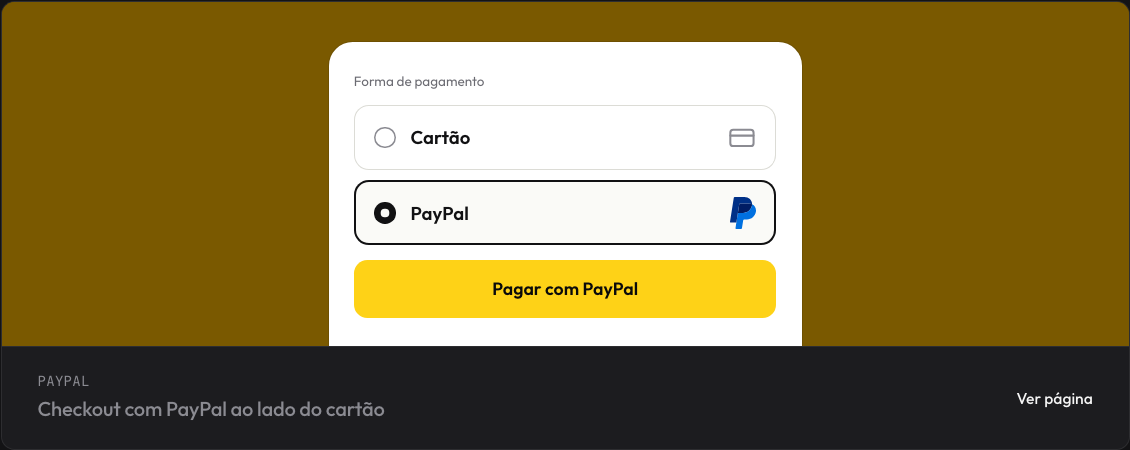 Forma de pagamento
Cartão
PayPal
Pagar com PayPal
PAYPAL
Checkout com PayPal ao lado do cartão
Ver página